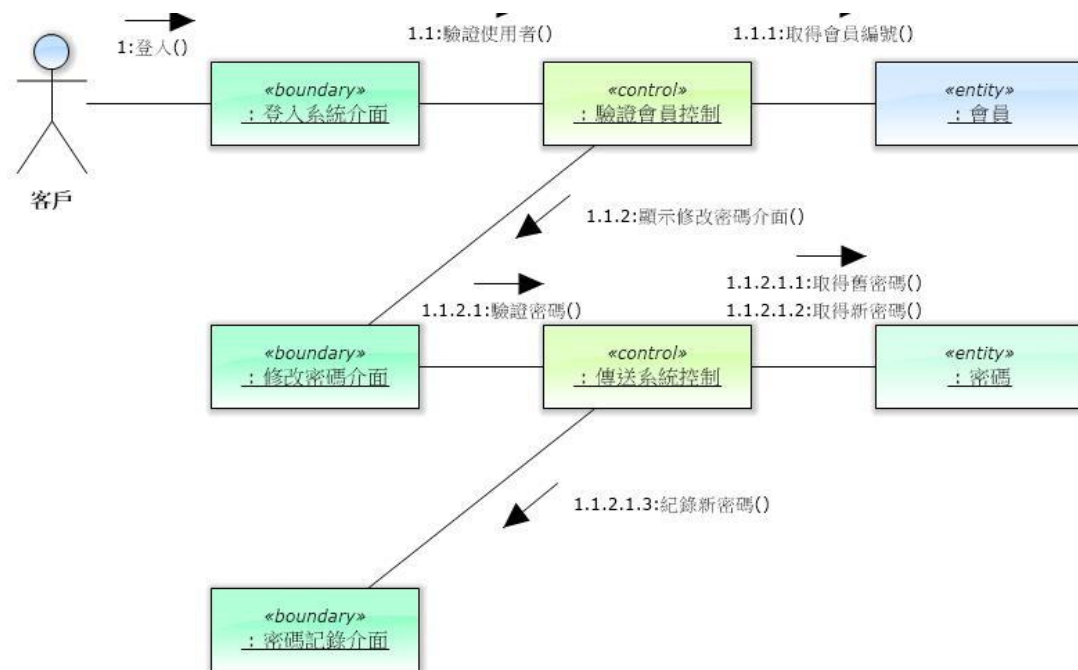 1:登入()
1.1:驗證使用者()
1.1.1:取得會員編號()
«boundary»
: 登入系統介面
«control»
: 驗證會員控制
«entity»
: 會員
客戶
1.1.2:顯示修改密碼介面()
1.1.2.1:驗證密碼()
1.1.2.1.1:取得舊密碼()
1.1.2.1.2:取得新密碼()
«boundary»
: 修改密碼介面
«control»
: 傳送系統控制
«entity»
: 密碼
1.1.2.1.3:紀錄新密碼()
«boundary»
: 密碼記錄介面